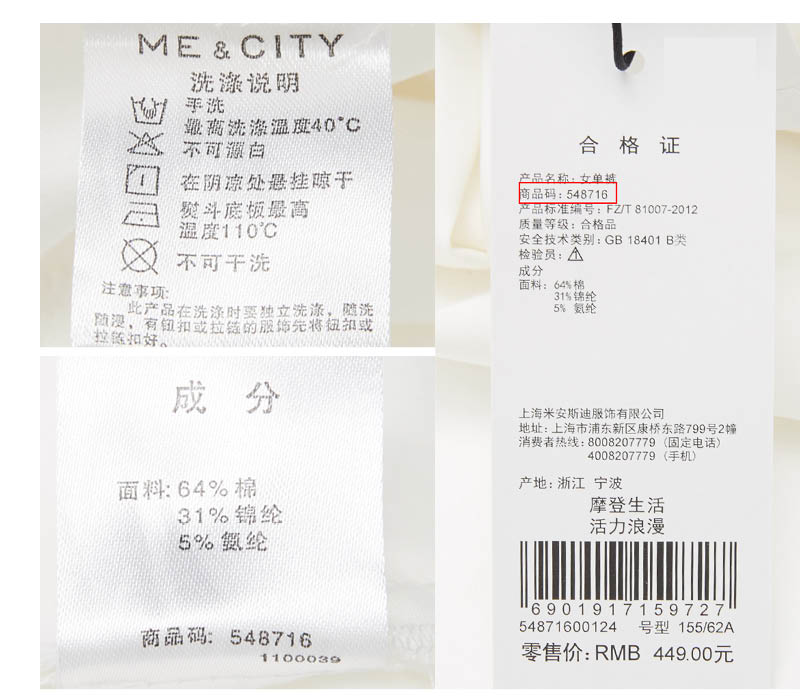 ME & CITY
洗涤说明
手洗
最高洗涤温度40°C
不可漂白
在阴凉处悬挂晾干
熨斗底板最高
温度110℃
不可干洗
注意事项:
此产品在洗涤时要独立洗涤，随洗
随浸，有钮扣或拉链的服饰先将钮扣或
拉链扣好。
成 分
面料: 64% 棉
31% 锦纶
5% 氨纶
商品码: 548716
1100039
合 格 证
产品名称: 女单裤
商品码: 548716
产品标准编号: FZ/T 81007-2012
质量等级: 合格品
安全技术类别: GB 18401 B类
检验员:
成分
面料: 64% 棉
31% 锦纶
5% 氨纶
上海米安斯迪服饰有限公司
地址: 上海市浦东新区康桥东路799号2幢
消费者热线: 8008207779 (固定电话)
4008207779 (手机)
产地: 浙江 宁波
摩登生活
活力浪漫
6901917159727
54871600124 号型 155/62A
零售价: RMB 449.00元